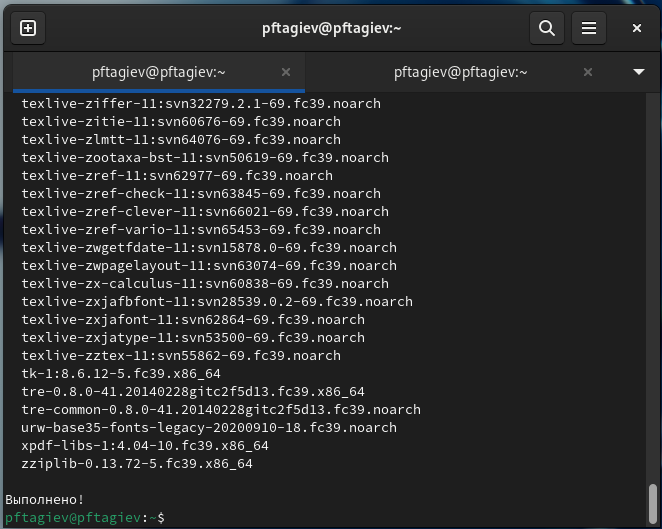 pftagiev@pftagiev:~
pftagiev@pftagiev:~
pftagiev@pftagiev:~
texlive-ziffer-11:svn32279.2.1-69.fc39.noarch
texlive-zitie-11:svn60676-69.fc39.noarch
texlive-zlmtt-11:svn64076-69.fc39.noarch
texlive-zootaxa-bst-11:svn50619-69.fc39.noarch
texlive-zref-11:svn62977-69.fc39.noarch
texlive-zref-check-11:svn63845-69.fc39.noarch
texlive-zref-clever-11:svn66021-69.fc39.noarch
texlive-zref-vario-11:svn65453-69.fc39.noarch
texlive-zwgetfdate-11:svn15878.0-69.fc39.noarch
texlive-zwpagelayout-11:svn63074-69.fc39.noarch
texlive-zx-calculus-11:svn60838-69.fc39.noarch
texlive-zxjafbfont-11:svn28539.0.2-69.fc39.noarch
texlive-zxjafont-11:svn62864-69.fc39.noarch
texlive-zxjatype-11:svn53500-69.fc39.noarch
texlive-zztex-11:svn55862-69.fc39.noarch
tk-1:8.6.12-5.fc39.x86_64
tre-0.8.0-41.20140228gitc2f5d13.fc39.x86_64
tre-common-0.8.0-41.20140228gitc2f5d13.fc39.noarch
urw-base35-fonts-legacy-20200910-18.fc39.noarch
xpdf-libs-1:4.04-10.fc39.x86_64
zziplib-0.13.72-5.fc39.x86_64
Выполнено!
pftagiev@pftagiev:~$